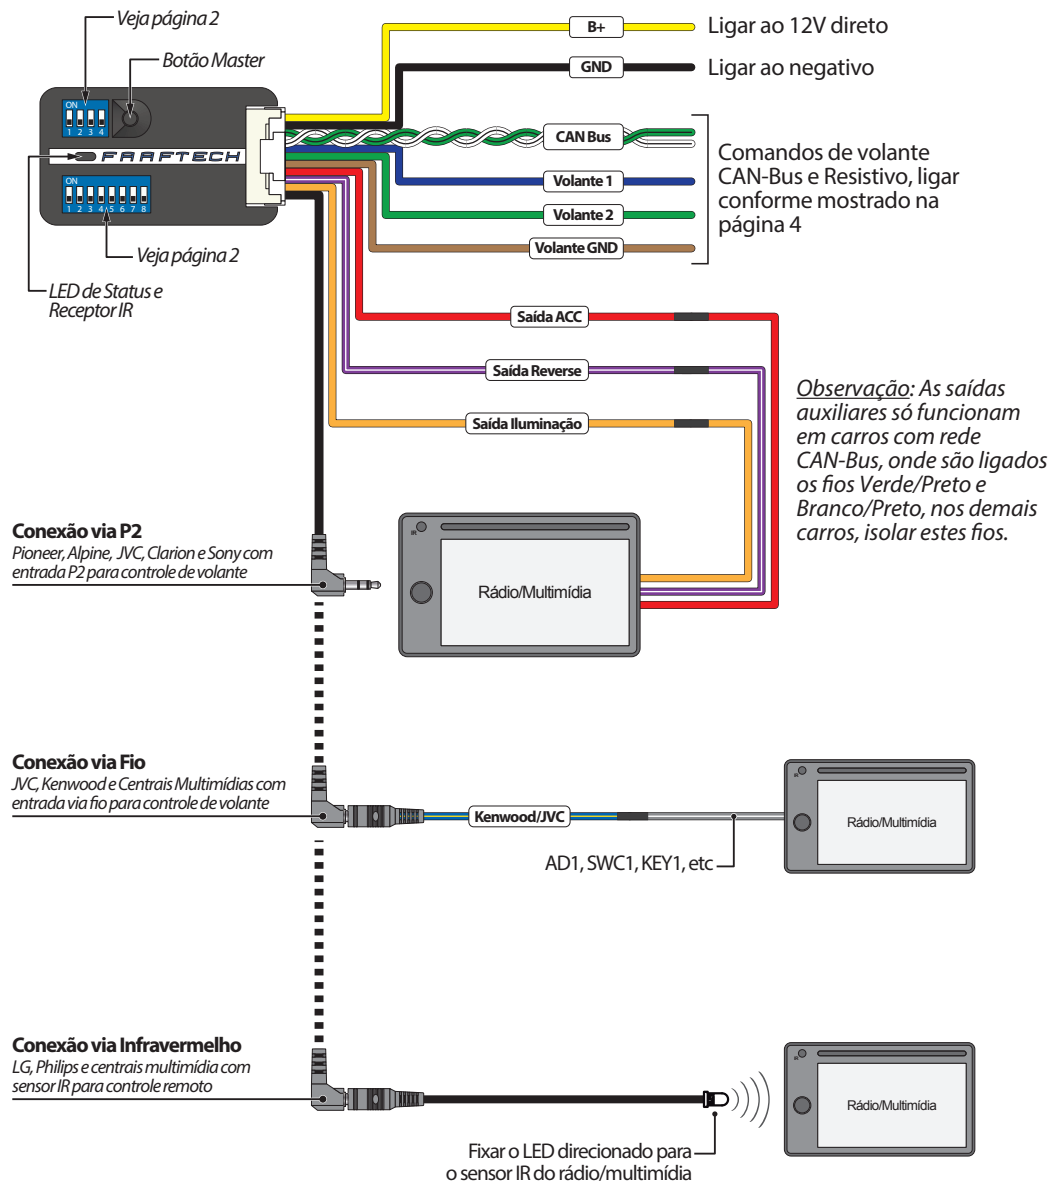 Veja página 2
Botão Master
ON
1 2 3 4
FAAFTECH
ON
1 2 3 4 5 6 7 8
Veja página 2
LED de Status e
Receptor IR
B+
Ligar ao 12V direto
GND
Ligar ao negativo
CAN Bus
Volante 1
Volante 2
Volante GND
Comandos de volante
CAN-Bus e Resistivo, ligar
conforme mostrado na
página 4
Saída ACC
Saída Reverse
Saída Iluminação
Observação: As saídas
auxiliares só funcionam
em carros com rede
CAN-Bus, onde são ligados
os fios Verde/Preto e
Branco/Preto, nos demais
carros, isolar estes fios.
Conexão via P2
Pioneer, Alpine, JVC, Clarion e Sony com
entrada P2 para controle de volante
IR
Rádio/Multimídia
Conexão via Fio
JVC, Kenwood e Centrais Multimídias com
entrada via fio para controle de volante
Kenwood/JVC
AD1, SWC1, KEY1, etc
IR
Rádio/Multimídia
Conexão via Infravermelho
LG, Philips e centrais multimídia com
sensor IR para controle remoto
IR
Rádio/Multimídia
Fixar o LED direcionado para
o sensor IR do rádio/multimídia